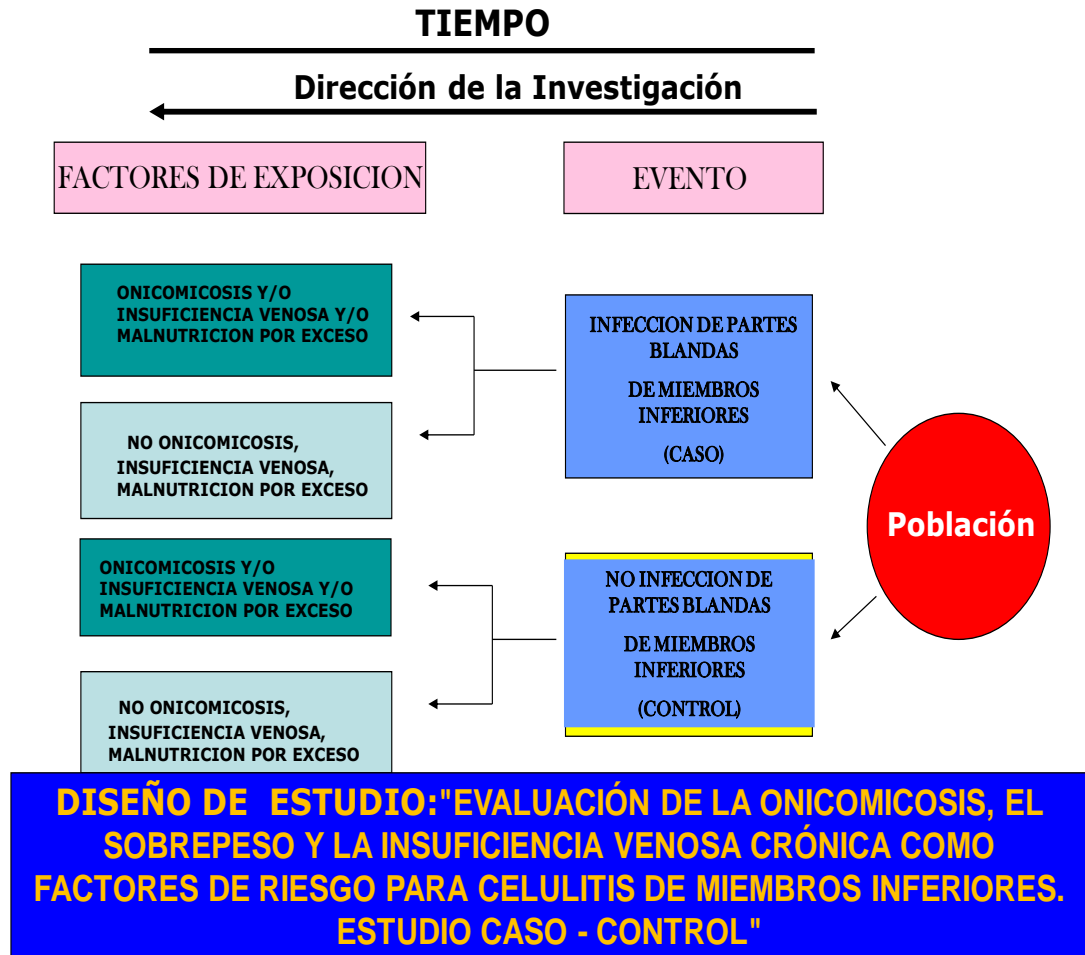 TIEMPO
Dirección de la Investigación
FACTORES DE EXPOSICION
EVENTO
ONICOMICOSIS Y/O
INSUFICIENCIA VENOSA Y/O
MALNUTRICION POR EXCESO
NO ONICOMICOSIS,
INSUFICIENCIA VENOSA,
MALNUTRICION POR EXCESO
ONICOMICOSIS Y/O
INSUFICIENCIA VENOSA Y/O
MALNUTRICION POR EXCESO
NO ONICOMICOSIS,
INSUFICIENCIA VENOSA,
MALNUTRICION POR EXCESO
INFECCION DE PARTES
BLANDAS
DE MIEMBROS
INFERIORES
(CASO)
NO INFECCION DE
PARTES BLANDAS
DE MIEMBROS
INFERIORES
(CONTROL)
Población
DISEÑO DE ESTUDIO:"EVALUACIÓN DE LA ONICOMICOSIS, EL
SOBREPESO Y LA INSUFICIENCIA VENOSA CRÓNICA COMO
FACTORES DE RIESGO PARA CELULITIS DE MIEMBROS INFERIORES.
ESTUDIO CASO - CONTROL"